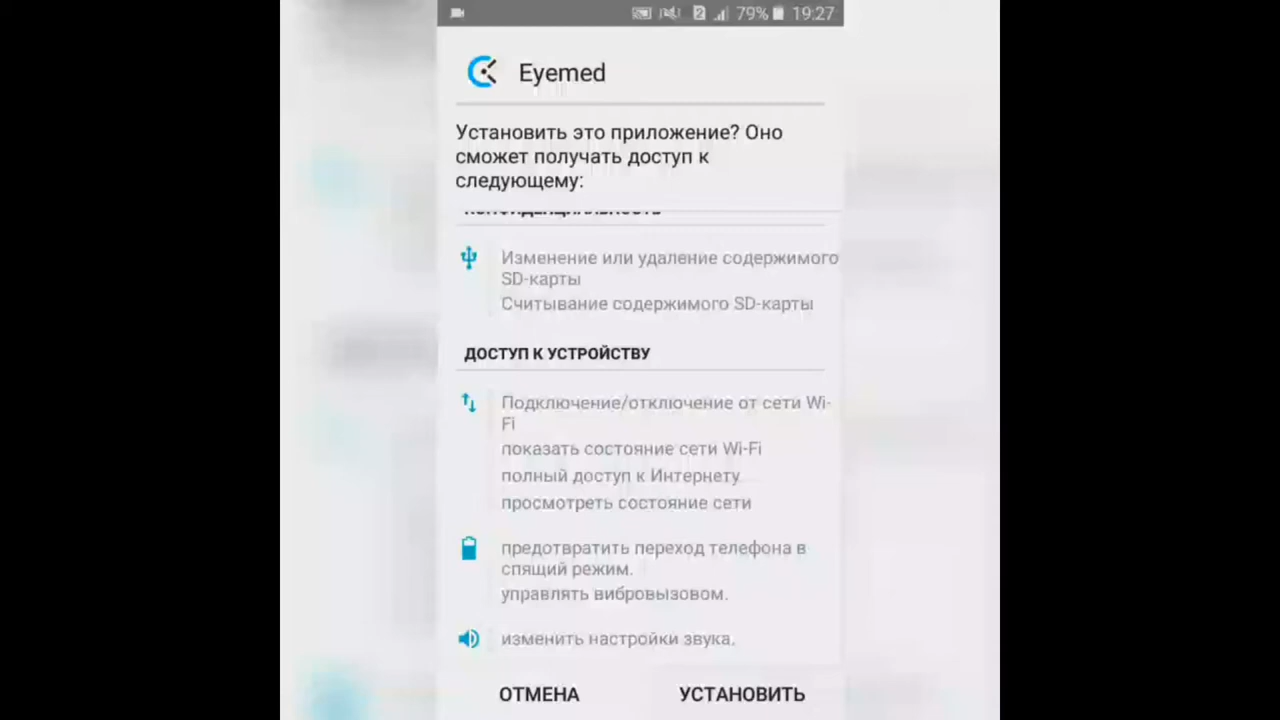 2 79% 19:27
Eyemed
Установить это приложение? Оно
сможет получать доступ к
следующему:
КОНФИДЕНЦИАЛЬНОСТЬ
Изменение или удаление содержимого
SD-карты
Считывание содержимого SD-карты
ДОСТУП К УСТРОЙСТВУ
Подключение/отключение от сети Wi-
Fi
показать состояние сети Wi-Fi
полный доступ к Интернету
просмотреть состояние сети
предотвратить переход телефона в
спящий режим.
управлять вибровызовом.
изменить настройки звука.
ОТМЕНА УСТАНОВИТЬ